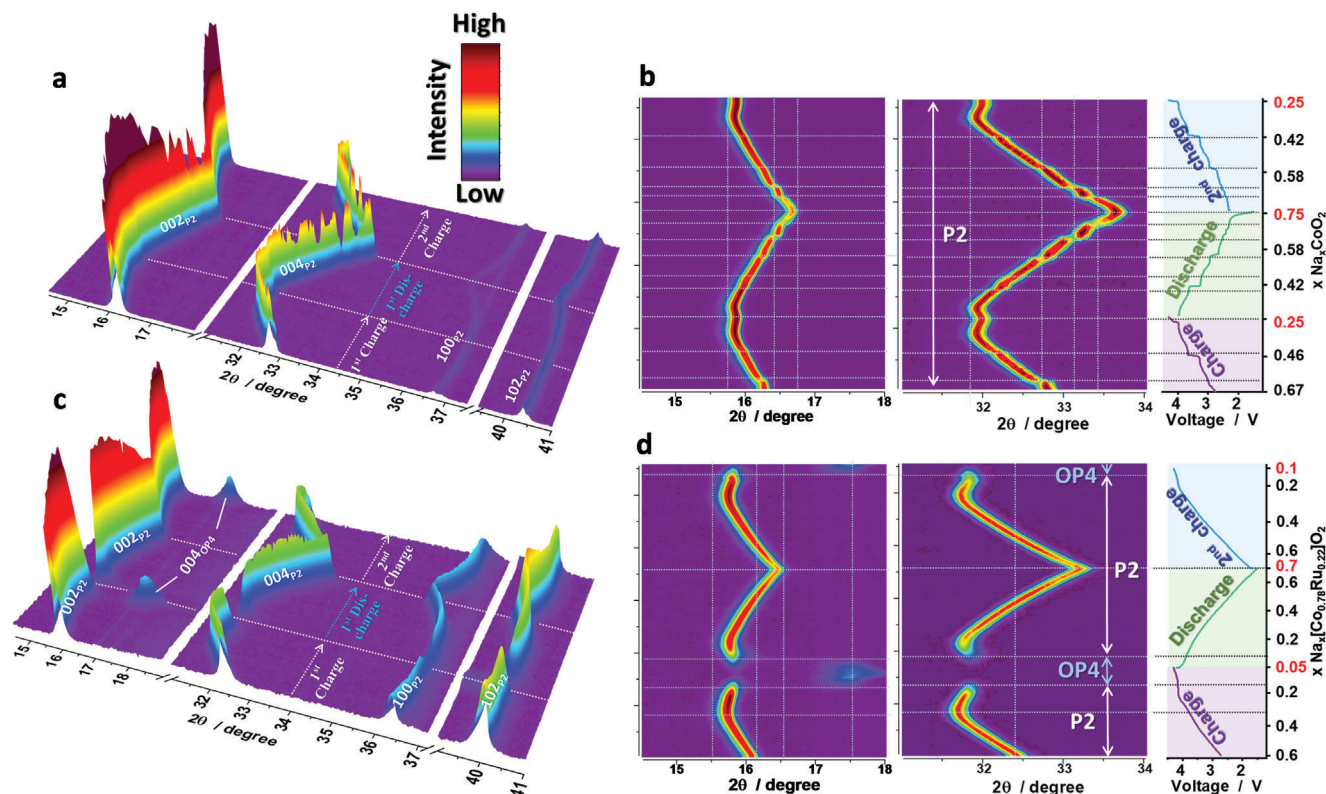 High
Intensity
Low
a
002P2
004P2
100P2
102P2
1st Charge
1st Dis-
charge
2nd
Charge
15
16
17
32
33
34
35
36
37
40
41
2θ / degree
b
P2
15
16
17
18
2θ / degree
32
33
34
2θ / degree
2nd Charge
Discharge
Charge
4
3
2
Voltage / V
0.25
0.42
0.58
0.75
0.58
0.42
0.25
0.46
0.67
x NaxCoO2
c
002P2
002P2
004OP4
004P2
100P2
102P2
1st
Charge
1st Dis-
charge
2nd
Charge
15
16
17
18
32
33
34
35
36
37
40
41
2θ / degree
d
OP4
P2
OP4
P2
15
16
17
18
2θ / degree
32
33
34
2θ / degree
2nd Charge
Discharge
Charge
4
3
2
1
Voltage / V
0.1
0.2
0.4
0.6
0.7
0.6
0.4
0.2
0.05
0.2
0.4
0.6
x Nax[Co0.78Ru0.22]O2